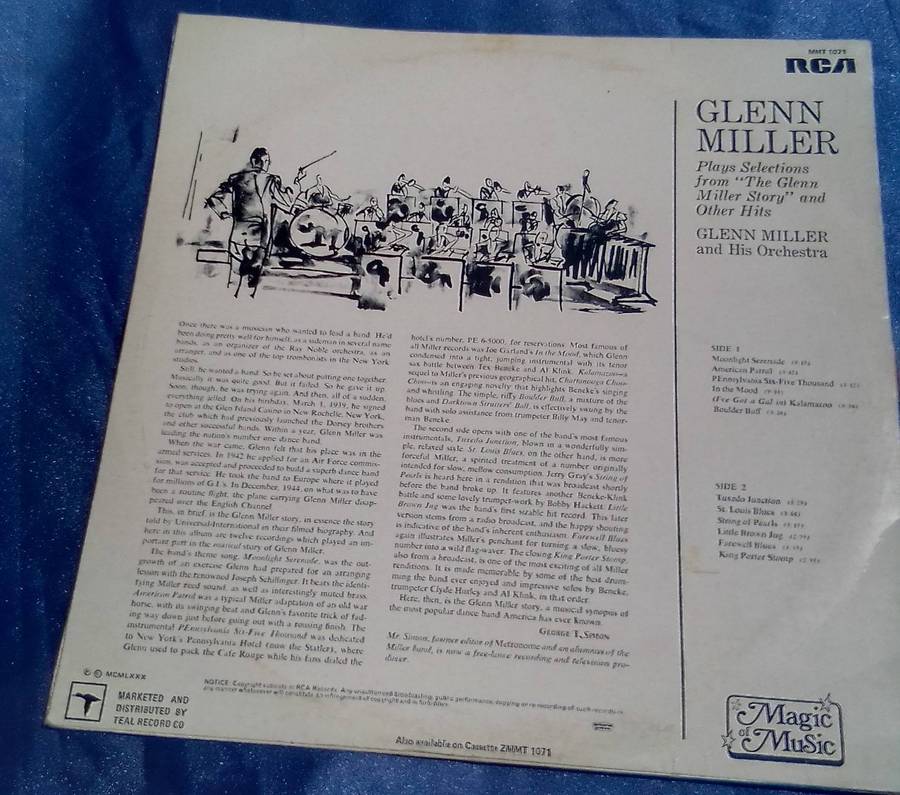 MMT 1071
RCA
GLENN
MILLER
Plays Selections
from "The Glenn
Miller Story" and
Other Hits
GLENN MILLER
and His Orchestra
SIDE 1
Moonlight Serenade
American Patrol
PEnnsylvania Six-Five Thousand
In the Mood
(I've Got a Gal in) Kalamazoo
Boulder Buff
SIDE 2
Tuxedo Junction
St. Louis Blues
String of Pearls
Little Brown Jug
Farewell Blues
King Porter Stomp
Once there was a musician who wanted to lead a band. He'd
been doing pretty well for himself, as a sideman in several name
bands, as an organizer of the Ray Noble orchestra, as an
arranger, and as one of the top trombonists in the New York
studios.
Still, he wanted a band. So he set about putting one together.
Musically it was quite good. But it failed. So he gave it up.
Soon, though, he was trying again. And then, all of a sudden,
everything jelled. On his birthday, March 1, 1939, he signed
to open at the Glen Island Casino in New Rochelle, New York,
the club which had previously launched the Dorsey brothers
and other successful bands. Within a year, Glenn Miller was
leading the nation's number one dance band.
When the war came, Glenn felt that his place was in the
armed services. In 1942 he applied for an Air Force commis-
sion, was accepted and proceeded to build a superb dance band
for that service. He took the band to Europe where it played
for millions of G.I.'s. In December, 1944, on what was to have
been a routine flight, the plane carrying Glenn Miller disap-
peared over the English Channel.
This, in brief, is the Glenn Miller story, in essence the story
told by Universal-International in their filmed biography. And
here in this album are twelve recordings which played an im-
portant part in the musical story of Glenn Miller.
The band's theme song, Moonlight Serenade, was the out-
growth of an exercise Glenn had prepared for an arranging
lesson with the renowned Joseph Schillinger. It bears the identi-
fying Miller reed sound, as well as interestingly muted brass.
American Patrol was a typical Miller adaptation of an old war
horse, with its swinging beat and Glenn's favorite trick of fad-
ing way down just before going out with a rousing finish. The
instrumental PEnnsylvania Six-Five Thousand was dedicated
to New York's Pennsylvania Hotel (now the Statler), where
Glenn used to pack the Cafe Rouge while his fans dialed the
hotel's number, PE 6-5000, for reservations. Most famous of
all Miller records was Joe Garland's In the Mood, which Glenn
condensed into a tight, jumping instrumental with its tenor
sax battle between Tex Beneke and Al Klink. Kalamazoo—a
sequel to Miller's previous geographical hit, Chattanooga Choo-
Choo—is an engaging novelty that highlights Beneke's singing
and whistling. The simple, riffy Boulder Buff, a mixture of the
blues and Darktown Strutters' Ball, is effectively swung by the
band with solo assistance from trumpeter Billy May and tenor-
man Beneke.
The second side opens with one of the band's most famous
instrumentals, Tuxedo Junction, blown in a wonderfully sim-
ple, relaxed style. St. Louis Blues, on the other hand, is more
forceful Miller, a spirited treatment of a number originally
intended for slow, mellow consumption. Jerry Gray's String of
Pearls is heard here in a rendition that was broadcast shortly
before the band broke up. It features another Beneke-Klink
battle and some lovely trumpet-work by Bobby Hackett. Little
Brown Jug was the band's first sizable hit record. This later
version stems from a radio broadcast, and the happy shouting
is indicative of the band's inherent enthusiasm. Farewell Blues
again illustrates Miller's penchant for turning a slow, bluesy
number into a wild flag-waver. The closing King Porter Stomp,
also from a broadcast, is one of the most exciting of all Miller
renditions. It is made memorable by some of the best drum-
ming the band ever enjoyed and impressive solos by Beneke,
trumpeter Clyde Hurley and Al Klink, in that order.
Here, then, is the Glenn Miller story, a musical synopsis of
the most popular dance band America has ever known.
GEORGE T. SIMON
Mr. Simon, former editor of Metronome and an alumnus of the
Miller band, is now a free-lance recording and television pro-
ducer.
© ℗ MCMLXXX
MARKETED AND
DISTRIBUTED BY
TEAL RECORD CO
NOTICE: Copyright subsists in RCA Records. Any unauthorised broadcasting, public performance, copying or re-recording of such records in
any manner whatsoever will constitute an infringement of copyright and is forbidden.
Also available on Cassette ZMMT 1071
Magic
of
Music